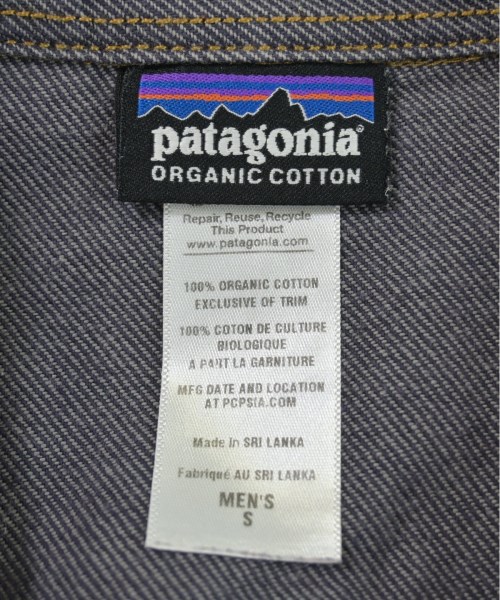 patagonia®
ORGANIC COTTON
Repair, Reuse, Recycle
This Product
www.patagonia.com
100% ORGANIC COTTON
EXCLUSIVE OF TRIM
100% COTON DE CULTURE
BIOLOGIQUE
A PART LA GARNITURE
MFG DATE AND LOCATION
AT PCPSIA.COM
Made in SRI LANKA
Fabriqué AU SRI LANKA
MEN'S
S